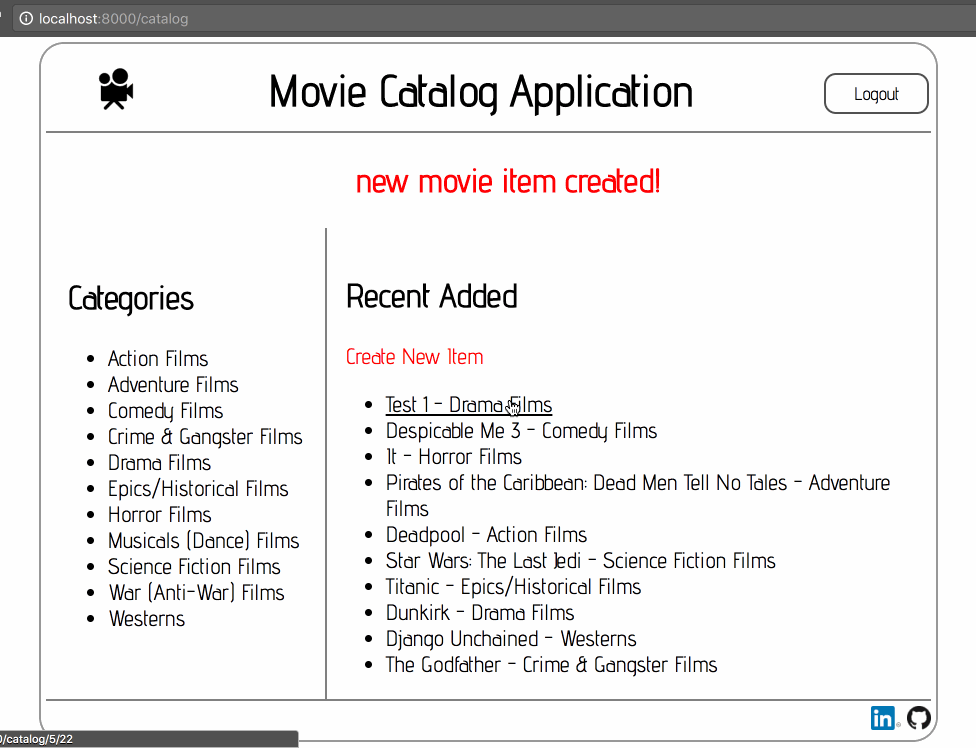 localhost:8000/catalog
Movie Catalog Application
Logout
new movie item created!
Categories
Action Films
Adventure Films
Comedy Films
Crime & Gangster Films
Drama Films
Epics/Historical Films
Horror Films
Musicals (Dance) Films
Science Fiction Films
War (Anti-War) Films
Westerns
Recent Added
Create New Item
Test 1 - Drama Films
Despicable Me 3 - Comedy Films
It - Horror Films
Pirates of the Caribbean: Dead Men Tell No Tales - Adventure
Films
Deadpool - Action Films
Star Wars: The Last Jedi - Science Fiction Films
Titanic - Epics/Historical Films
Dunkirk - Drama Films
Django Unchained - Westerns
The Godfather - Crime & Gangster Films
in
/catalog/5/22